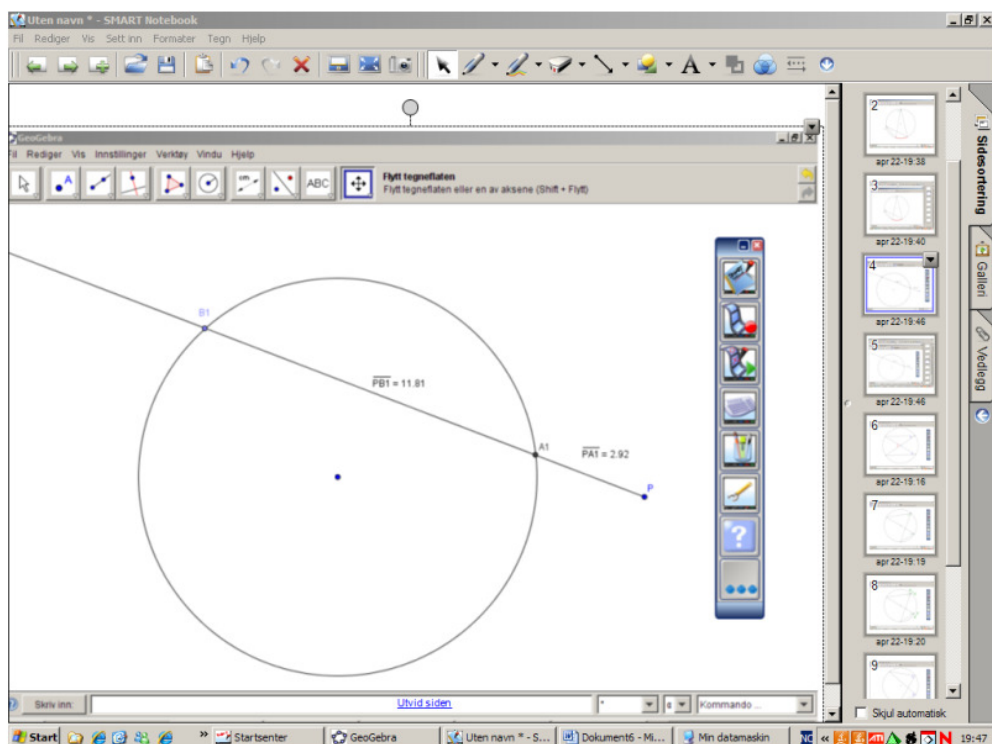 Uten navn * - SMART Notebook
Fil Rediger Vis Sett inn Formater Tegn Hjelp
A
GeoGebra
Fil Rediger Vis Innstillinger Verktøy Vindu Hjelp
A
cm
ABC
Flytt tegneflaten
Flytt tegneflaten eller en av aksene (Shift + Flytt)
B1
PB1 = 11.81
A1
PA1 = 2.92
P
?
Skriv inn:
Utvid siden
*
α
Kommando ...
2
apr 22-19:38
3
apr 22-19:40
4
apr 22-19:46
5
apr 22-19:46
6
apr 22-19:16
7
apr 22-19:19
8
apr 22-19:20
9
Skjul automatisk
Sidesortering
Galleri
Vedlegg
Start
»
Startsenter
GeoGebra
Uten navn * - S...
Dokument6 - Mi...
Min datamaskin
«
ATI
N
19:47